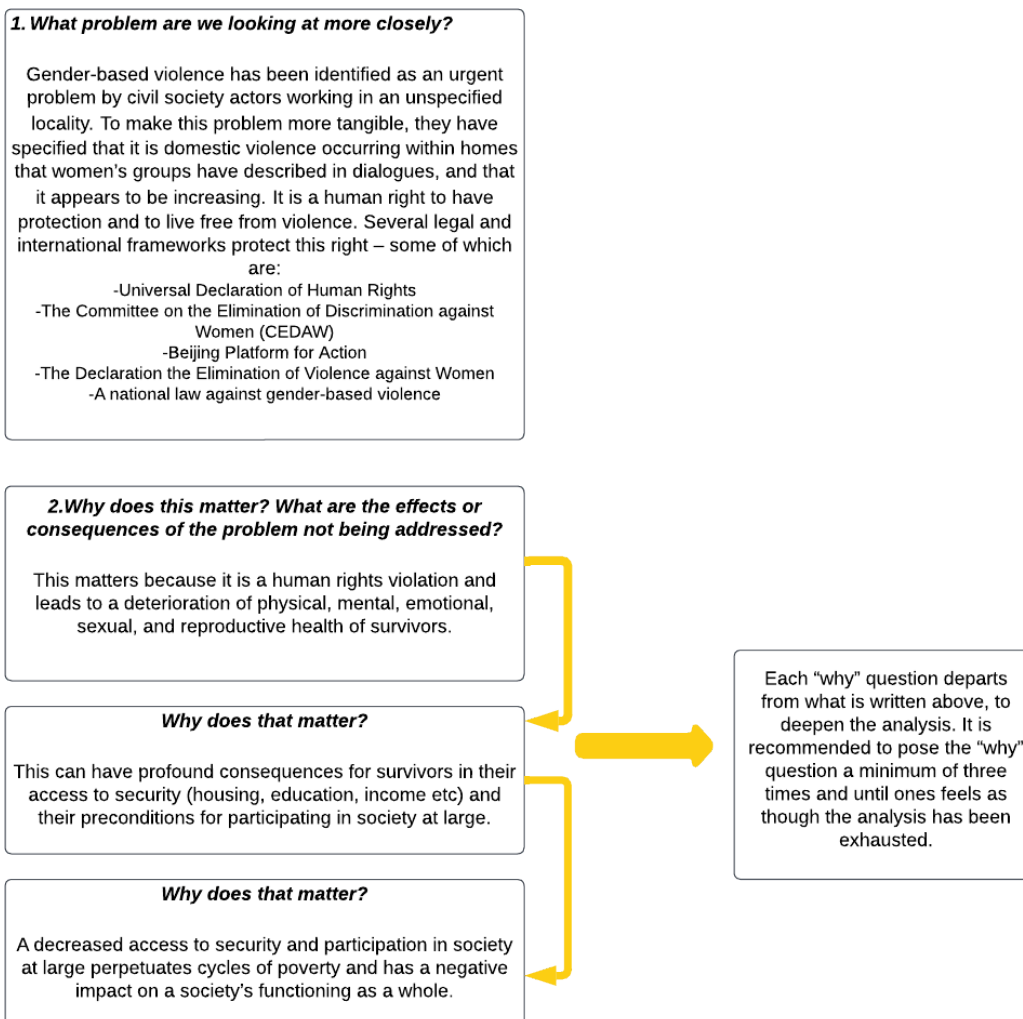 1. What problem are we looking at more closely?
Gender-based violence has been identified as an urgent
problem by civil society actors working in an unspecified
locality. To make this problem more tangible, they have
specified that it is domestic violence occurring within homes
that women's groups have described in dialogues, and that
it appears to be increasing. It is a human right to have
protection and to live free from violence. Several legal and
international frameworks protect this right – some of which
are:
-Universal Declaration of Human Rights
-The Committee on the Elimination of Discrimination against
Women (CEDAW)
-Beijing Platform for Action
-The Declaration the Elimination of Violence against Women
-A national law against gender-based violence
2.Why does this matter? What are the effects or
consequences of the problem not being addressed?
This matters because it is a human rights violation and
leads to a deterioration of physical, mental, emotional,
sexual, and reproductive health of survivors.
Why does that matter?
This can have profound consequences for survivors in their
access to security (housing, education, income etc) and
their preconditions for participating in society at large.
Why does that matter?
A decreased access to security and participation in society
at large perpetuates cycles of poverty and has a negative
impact on a society's functioning as a whole.
Each “why” question departs
from what is written above, to
deepen the analysis. It is
recommended to pose the “why”
question a minimum of three
times and until ones feels as
though the analysis has been
exhausted.